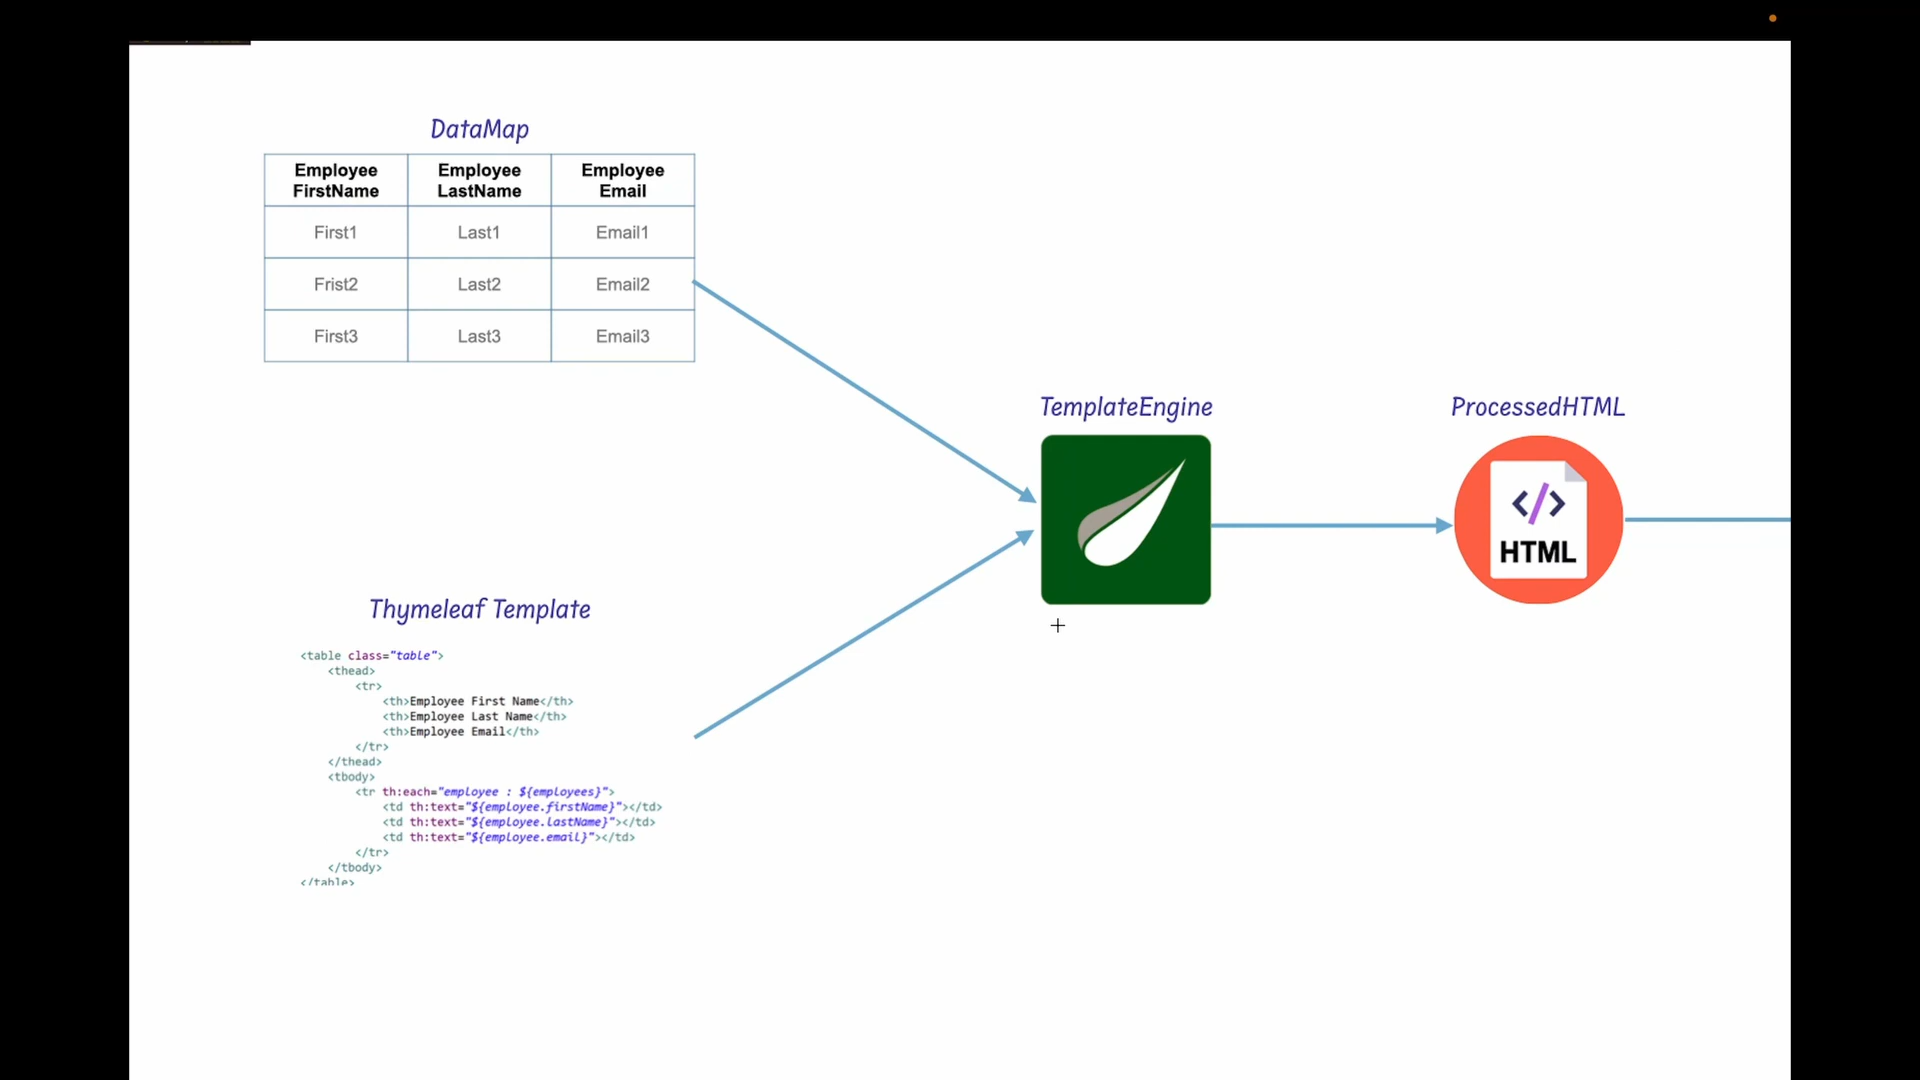 DataMap
Employee FirstName Employee LastName Employee Email
First1 Last1 Email1
Frist2 Last2 Email2
First3 Last3 Email3
TemplateEngine
ProcessedHTML
</>
HTML
Thymeleaf Template
<table class="table">
<thead>
<tr>
<th>Employee First Name</th>
<th>Employee Last Name</th>
<th>Employee Email</th>
</tr>
</thead>
<tbody>
<tr th:each="employee : ${employees}">
<td th:text="${employee.firstName}"></td>
<td th:text="${employee.lastName}"></td>
<td th:text="${employee.email}"></td>
</tr>
</tbody>
</table>